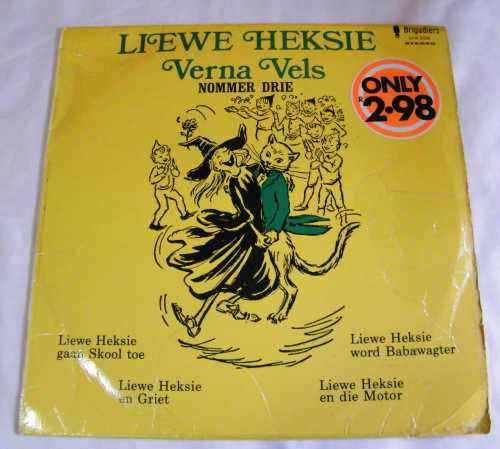 Brigadiers
STEREO
LIEWE HEKSIE
Verna Vels
NOMMER DRIE
ONLY
R2·98
Liewe Heksie
gaan Skool toe
Liewe Heksie
word Babawagter
Liewe Heksie
en Griet
Liewe Heksie
en die Motor